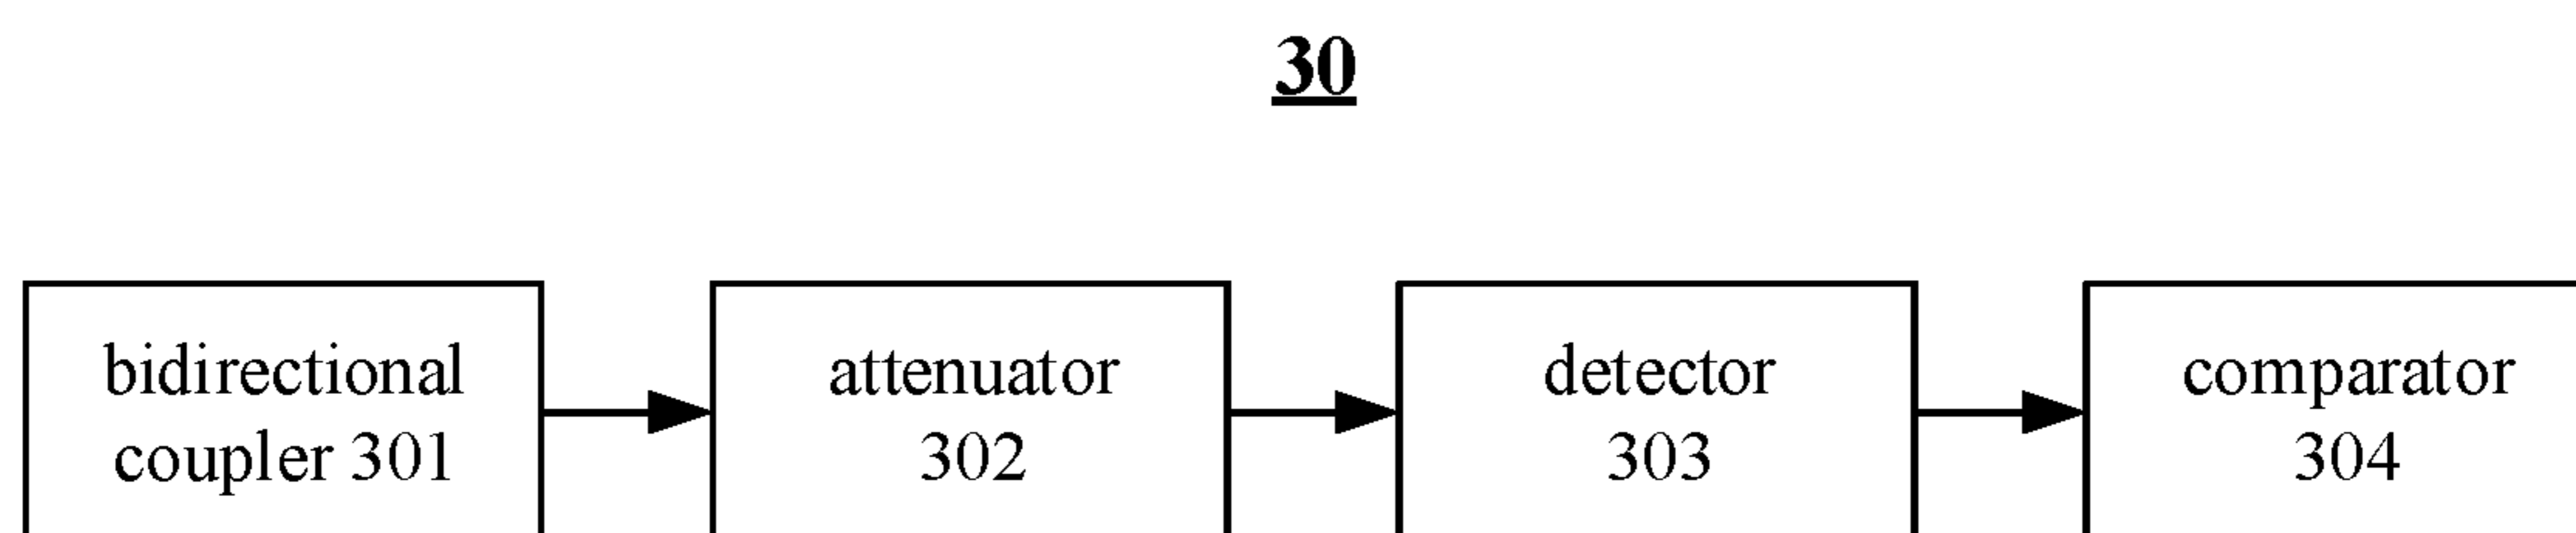 30
bidirectional
coupler 301
attenuator
302
detector
303
comparator
304